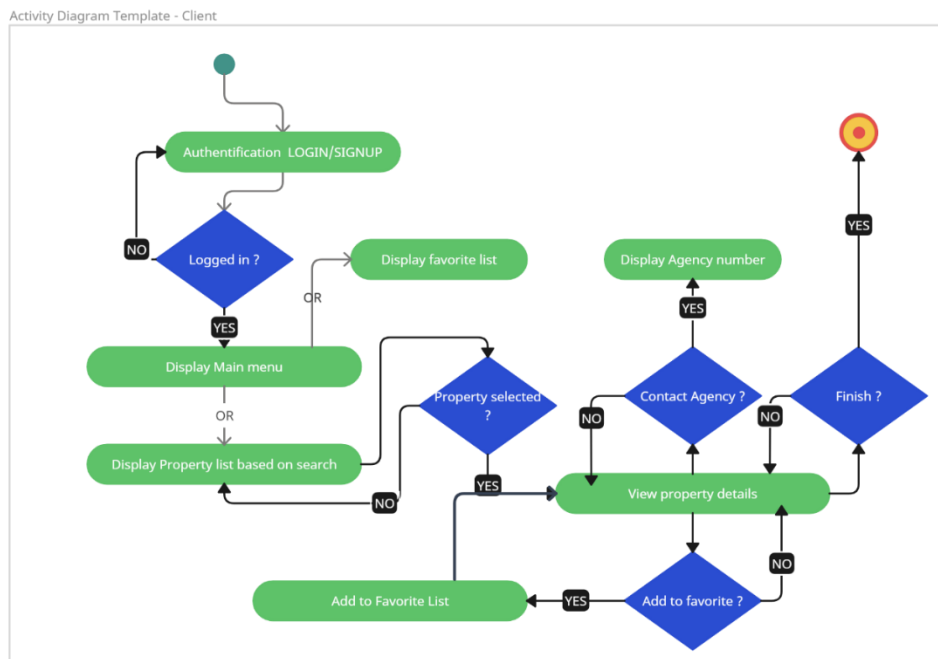 Activity Diagram Template - Client
Authentification LOGIN/SIGNUP
NO
Logged in ?
YES
Display favorite list
OR
Display Main menu
OR
Display Property list based on search
Property selected
?
NO
YES
Display Agency number
YES
Contact Agency ?
NO
YES
Finish ?
NO
View property details
NO
Add to favorite ?
YES
Add to Favorite List